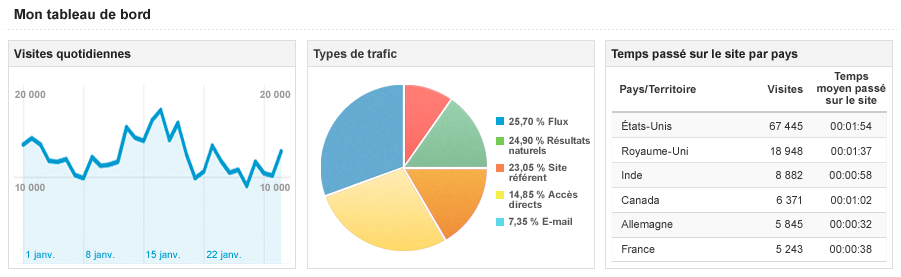 Mon tableau de bord
Visites quotidiennes
20 000
20 000
10 000
10 000
1 janv.
8 janv.
15 janv.
22 janv.
Types de trafic
25,70 % Flux
24,90 % Résultats
naturels
23,05 % Site
référent
14,85 % Accès
directs
7,35 % E-mail
Temps passé sur le site par pays
Pays/Territoire Visites Temps
moyen passé
sur le site
États-Unis 67 445 00:01:54
Royaume-Uni 18 948 00:01:37
Inde 8 882 00:00:58
Canada 6 371 00:01:02
Allemagne 5 845 00:00:32
France 5 243 00:00:38